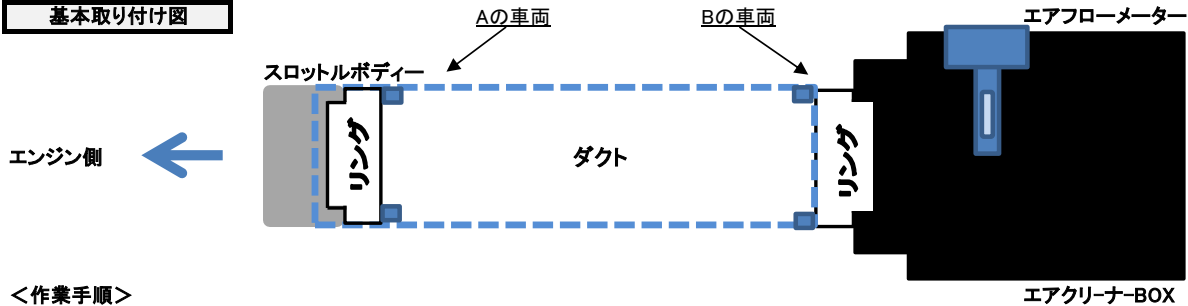 基本取り付け図
Aの車両
Bの車両
エアフローメーター
スロットルボディー
エンジン側
リング
ダクト
リング
＜作業手順＞
エアクリーナーBOX